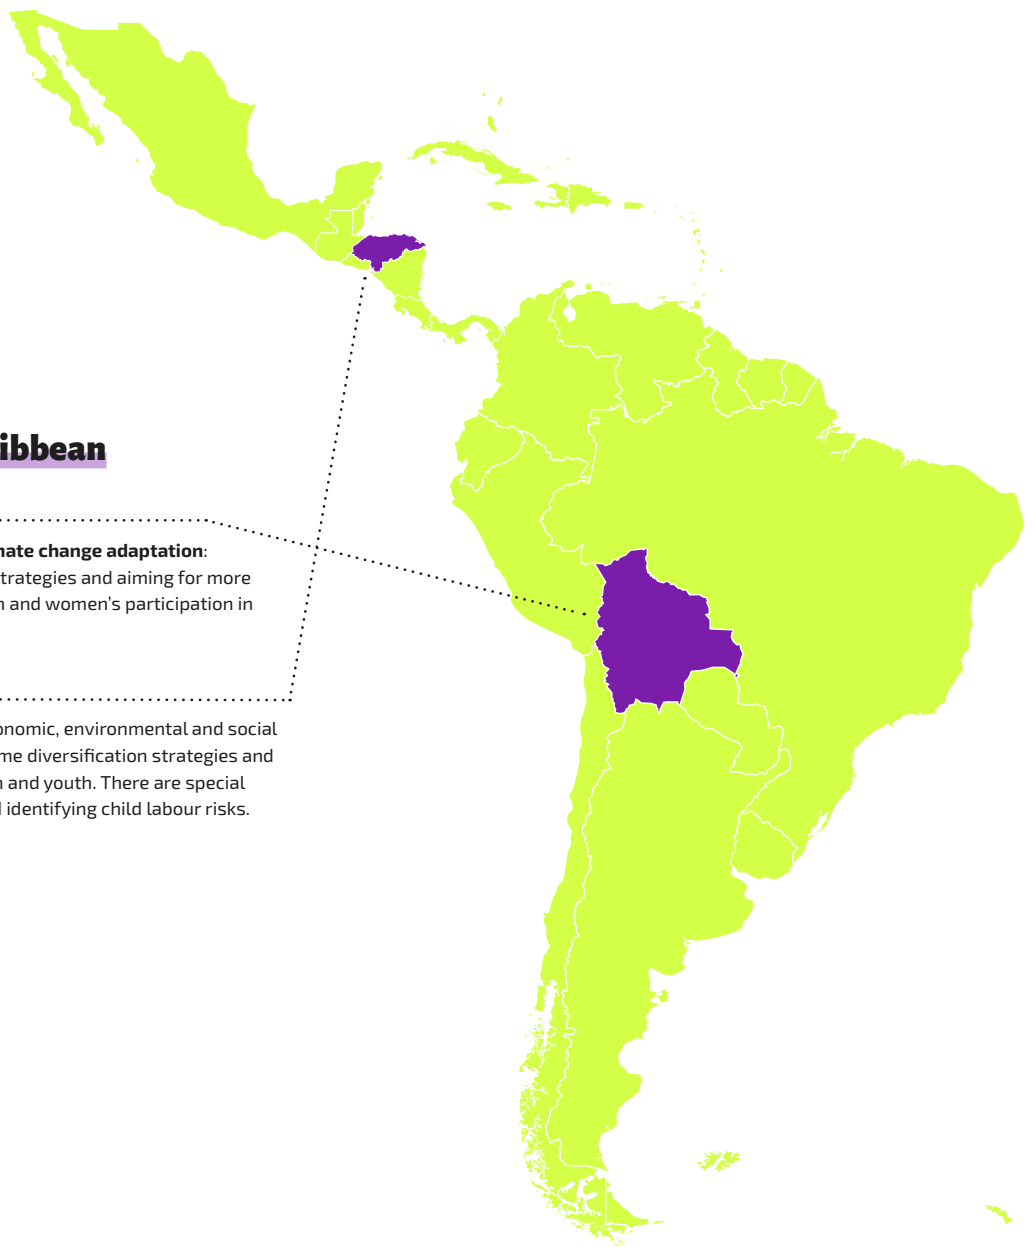 ibbean
nate change adaptation:
trategies and aiming for more
n and women's participation in
onomic, environmental and social
me diversification strategies and
n and youth. There are special
l identifying child labour risks.